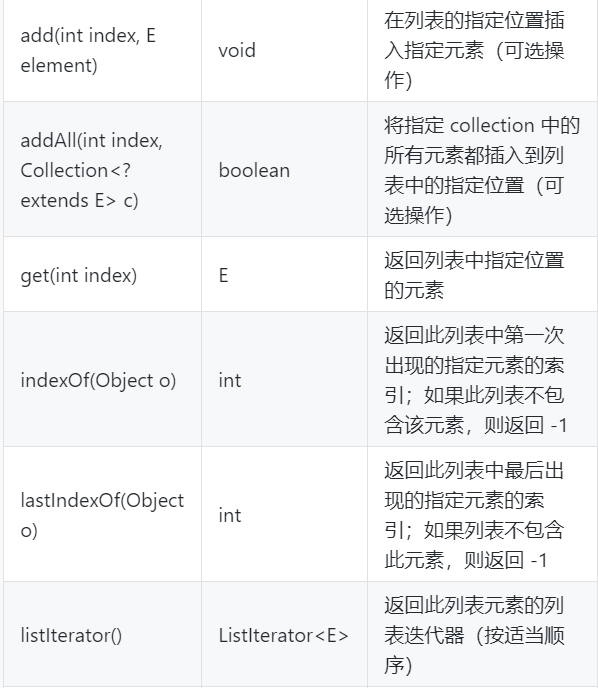 add(int index, E
element)
void
在列表的指定位置插
入指定元素（可选操
作）
addAll(int index,
Collection<?
extends E> c)
boolean
将指定 collection 中的
所有元素都插入到列
表中的指定位置（可
选操作）
get(int index)
E
返回列表中指定位置
的元素
indexOf(Object o)
int
返回此列表中第一次
出现的指定元素的索
引；如果此列表不包
含该元素，则返回 -1
lastIndexOf(Object
o)
int
返回此列表中最后出
现的指定元素的索
引；如果列表不包含
此元素，则返回 -1
listIterator()
ListIterator<E>
返回此列表元素的列
表迭代器（按适当顺
序）